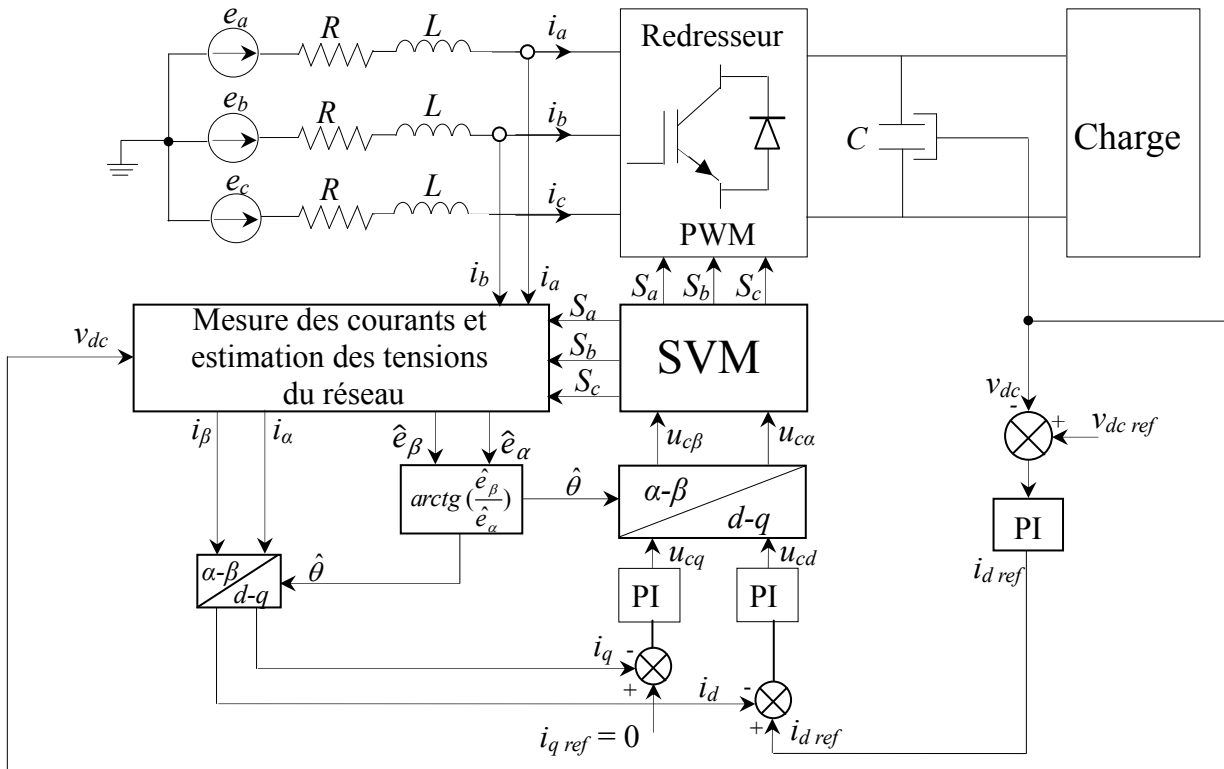 e_a
R
L
i_a
Redresseur
e_b
R
L
i_b
C
Charge
e_c
R
L
i_c
PWM
i_b
i_a
S_a
S_b
S_c
v_dc
Mesure des courants et
estimation des tensions
du réseau
S_a
S_b
S_c
SVM
v_dc
-
+
v_dc ref
i_β
i_α
ê_β
ê_α
u_cβ
u_cα
arctg (ê_β/ê_α)
θ̂
α-β
d-q
PI
u_cq
u_cd
i_d ref
α-β
d-q
θ̂
PI
PI
i_q
-
+
i_d
-
+
i_q ref = 0
i_d ref